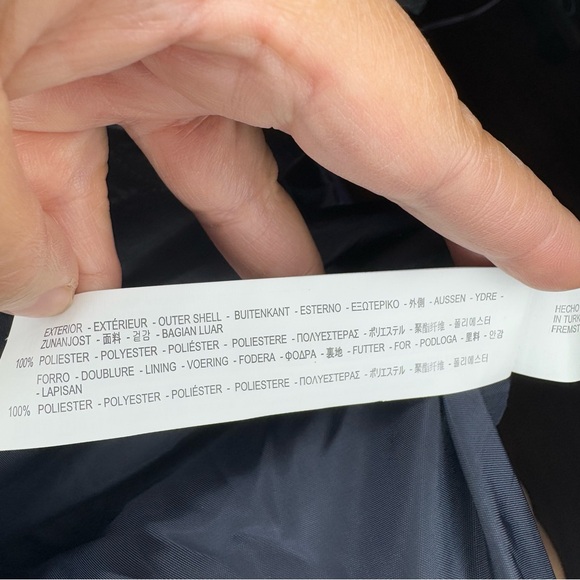 EXTERIOR - EXTÉRIEUR - OUTER SHELL - BUITENKANT - ESTERNO - ΕΞΩΤΕΡΙΚΟ - 外側 - AUSSEN - YDRE -
ZUNANJOST - 面料 - 겉감 - BAGIAN LUAR
100% POLIESTER - POLYESTER - POLIÉSTER - POLIESTERE - ΠΟΛΥΕΣΤΕΡΑΣ - ポリエステル - 聚酯纤维 - 폴리에스터
FORRO - DOUBLURE - LINING - VOERING - FODERA - ΦΟΔΡΑ - 裏地 - FUTTER - FOR - PODLOGA - 里料 - 안감
- LAPISAN
100% POLIESTER - POLYESTER - POLIÉSTER - POLIESTERE - ΠΟΛΥΕΣΤΕΡΑΣ - ポリエステル - 聚酯纤维 - 폴리에스터
HECHO
IN TURK
FREMST